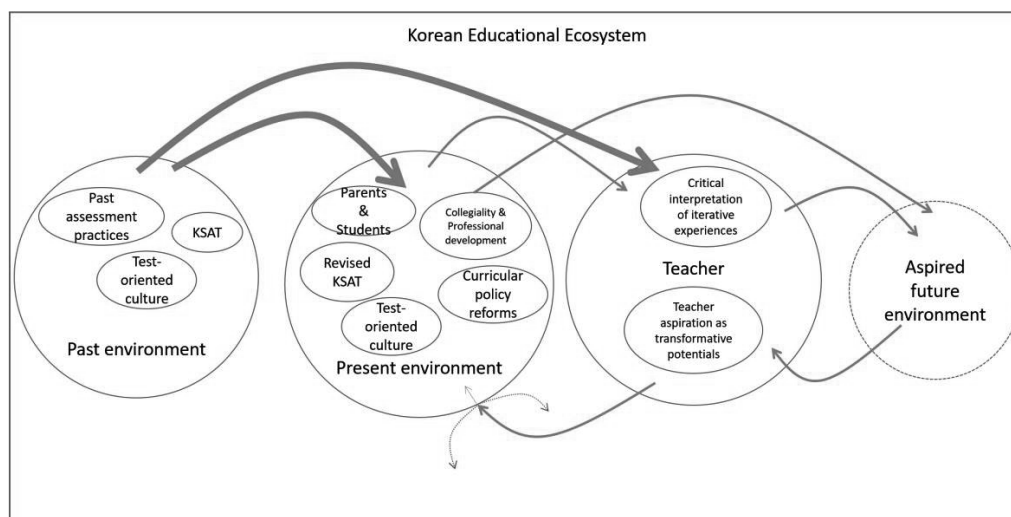 Korean Educational Ecosystem
Past
assessment
practices
KSAT
Test-
oriented
culture
Past environment
Parents
&
Students
Collegiality &
Professional
development
Revised
KSAT
Curricular
policy
reforms
Test-
oriented
culture
Present environment
Critical
interpretation
of iterative
experiences
Teacher
Teacher
aspiration as
transformative
potentials
Aspired
future
environment